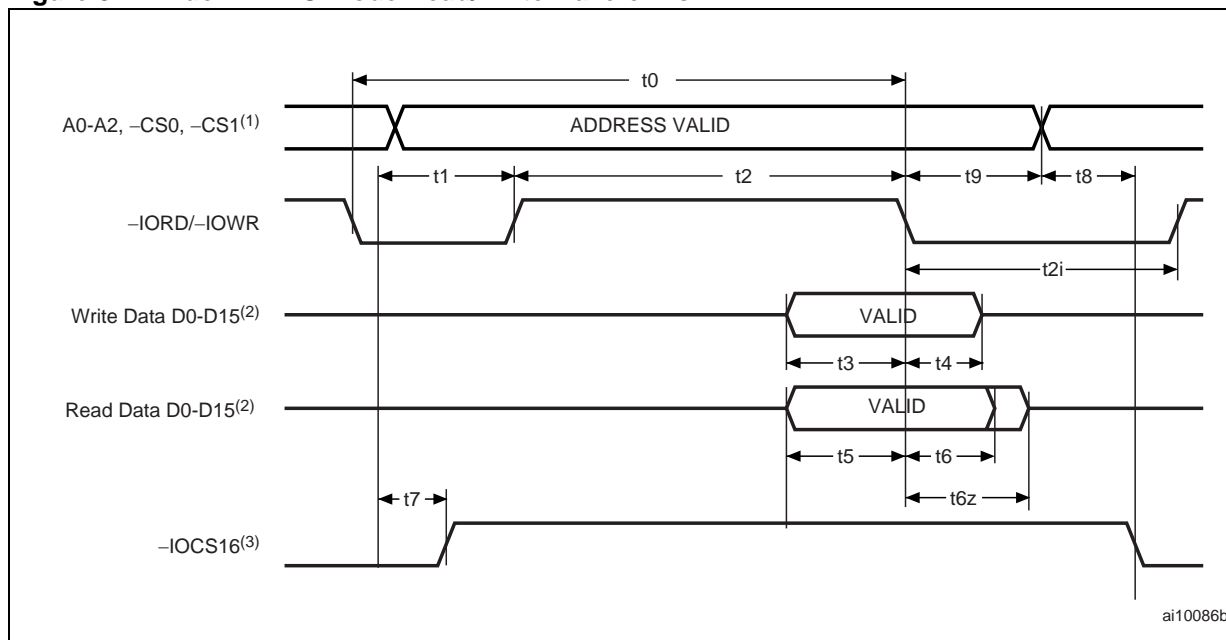 t0
A0-A2, –CS0, –CS1(1)
ADDRESS VALID
t1
t2
t9
t8
–IORD/–IOWR
t2i
Write Data D0-D15(2)
VALID
t3
t4
Read Data D0-D15(2)
VALID
t5
t6
t7
t6z
–IOCS16(3)
ai10086b